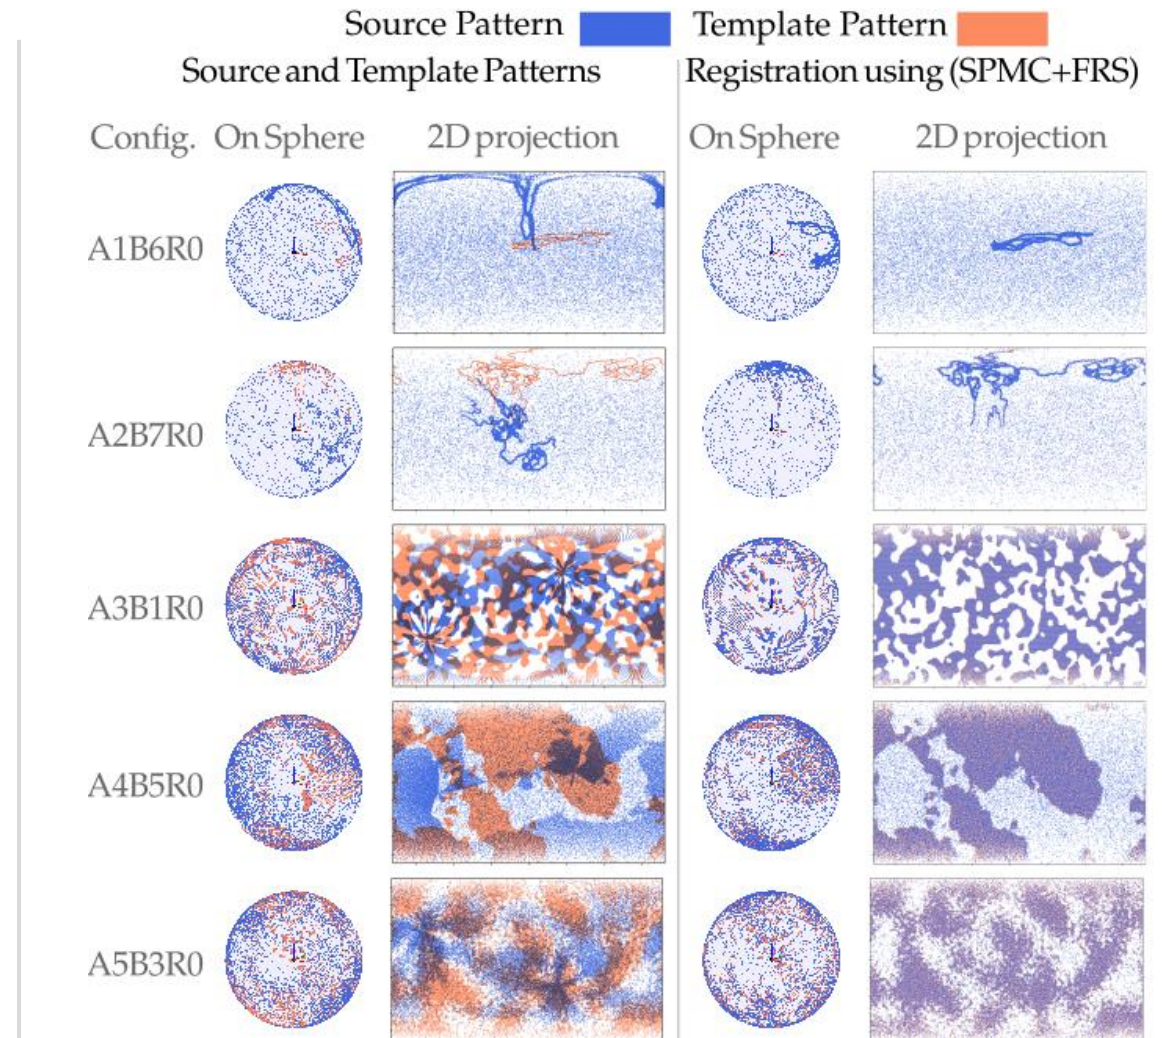 Source Pattern Template Pattern
Source and Template Patterns Registration using (SPMC+FRS)
Config. On Sphere 2D projection On Sphere 2D projection
A1B6R0
A2B7R0
A3B1R0
A4B5R0
A5B3R0